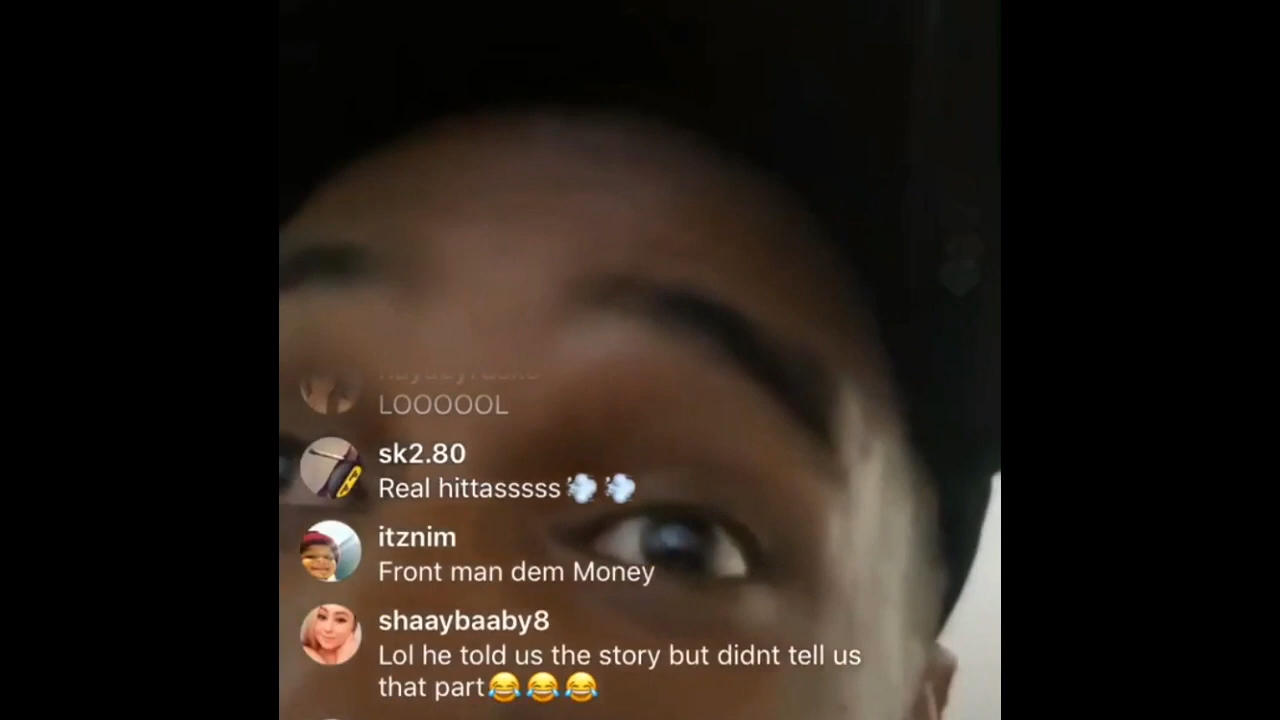 LOOOOOL
sk2.80
Real hittasssss💨 💨
itznim
Front man dem Money
shaaybaaby8
Lol he told us the story but didnt tell us
that part😂 😂 😂